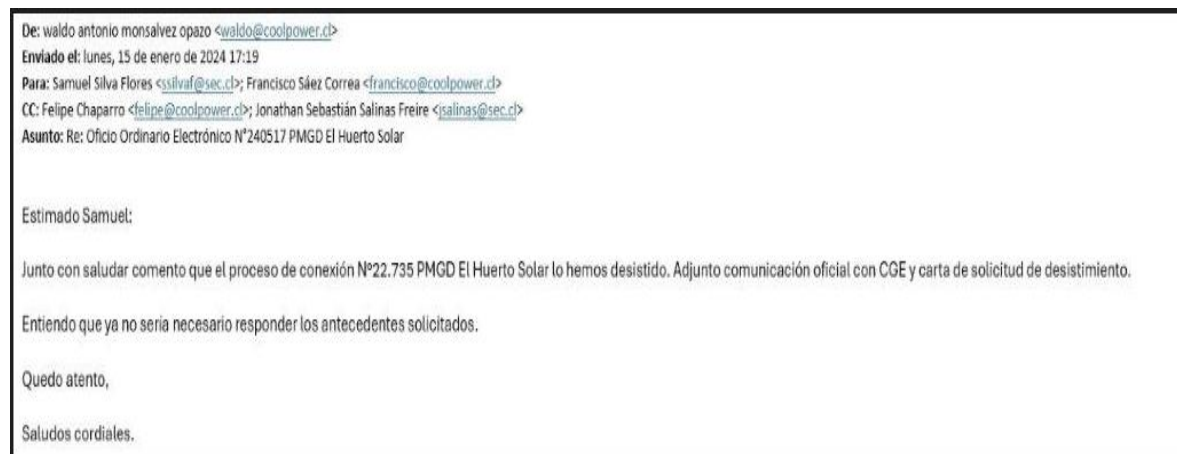 De: waldo antonio monsalvez opazo <waldo@coolpower.cl>
Enviado el: lunes, 15 de enero de 2024 17:19
Para: Samuel Silva Flores <ssilvaf@sec.cl>; Francisco Sáez Correa <francisco@coolpower.cl>
CC: Felipe Chaparro <felipe@coolpower.cl>; Jonathan Sebastián Salinas Freire <jsalinas@sec.cl>
Asunto: Re: Oficio Ordinario Electrónico N°240517 PMGD El Huerto Solar
Estimado Samuel:
Junto con saludar comento que el proceso de conexión Nº22.735 PMGD El Huerto Solar lo hemos desistido. Adjunto comunicación oficial con CGE y carta de solicitud de desistimiento.
Entiendo que ya no seria necesario responder los antecedentes solicitados.
Quedo atento,
Saludos cordiales.